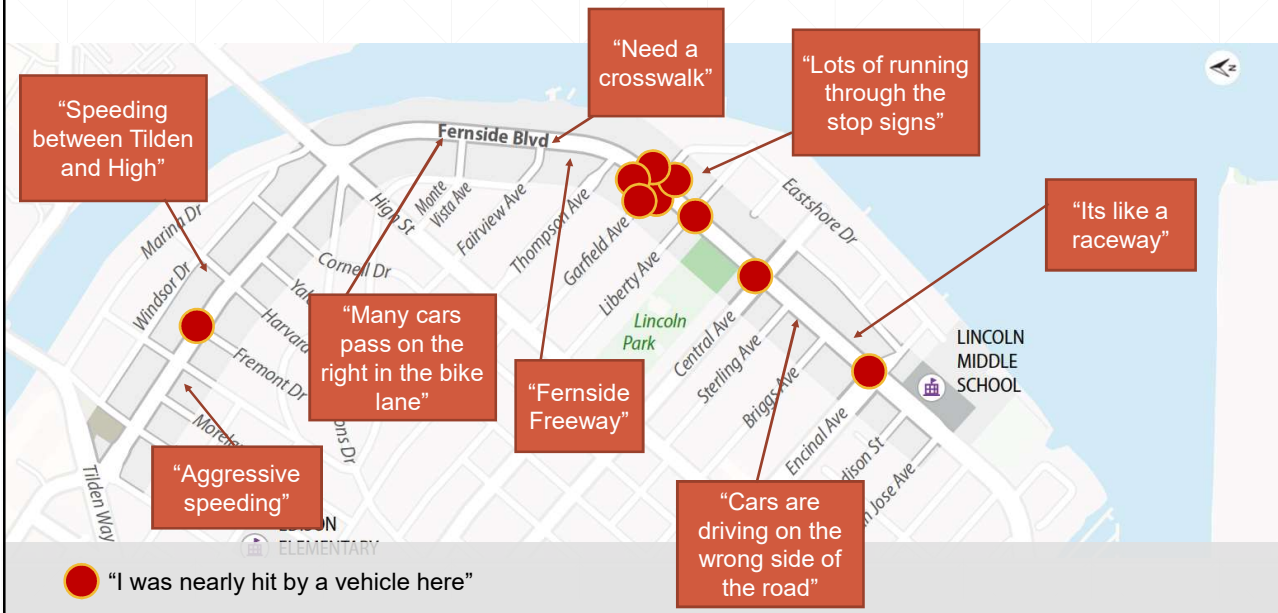 “Need a
crosswalk”
“Lots of running
through the
stop signs”
“Speeding
between Tilden
and High”
“Its like a
raceway”
“Many cars
pass on the
right in the bike
lane”
“Fernside
Freeway”
“Aggressive
speeding”
“Cars are
driving on the
wrong side of
the road”
Fernside Blvd
Marina Dr
Windsor Dr
High St
Monte
Vista Ave
Fairview Ave
Thompson Ave
Garfield Ave
Liberty Ave
Eastshore Dr
Cornell Dr
Harvard
Fremont Dr
Lincoln
Park
Central Ave
Sterling Ave
Briggs Ave
Encinal Ave
Jose Ave
Tilden Way
LINCOLN
MIDDLE
SCHOOL
ELEMENTARY
Z
“I was nearly hit by a vehicle here”